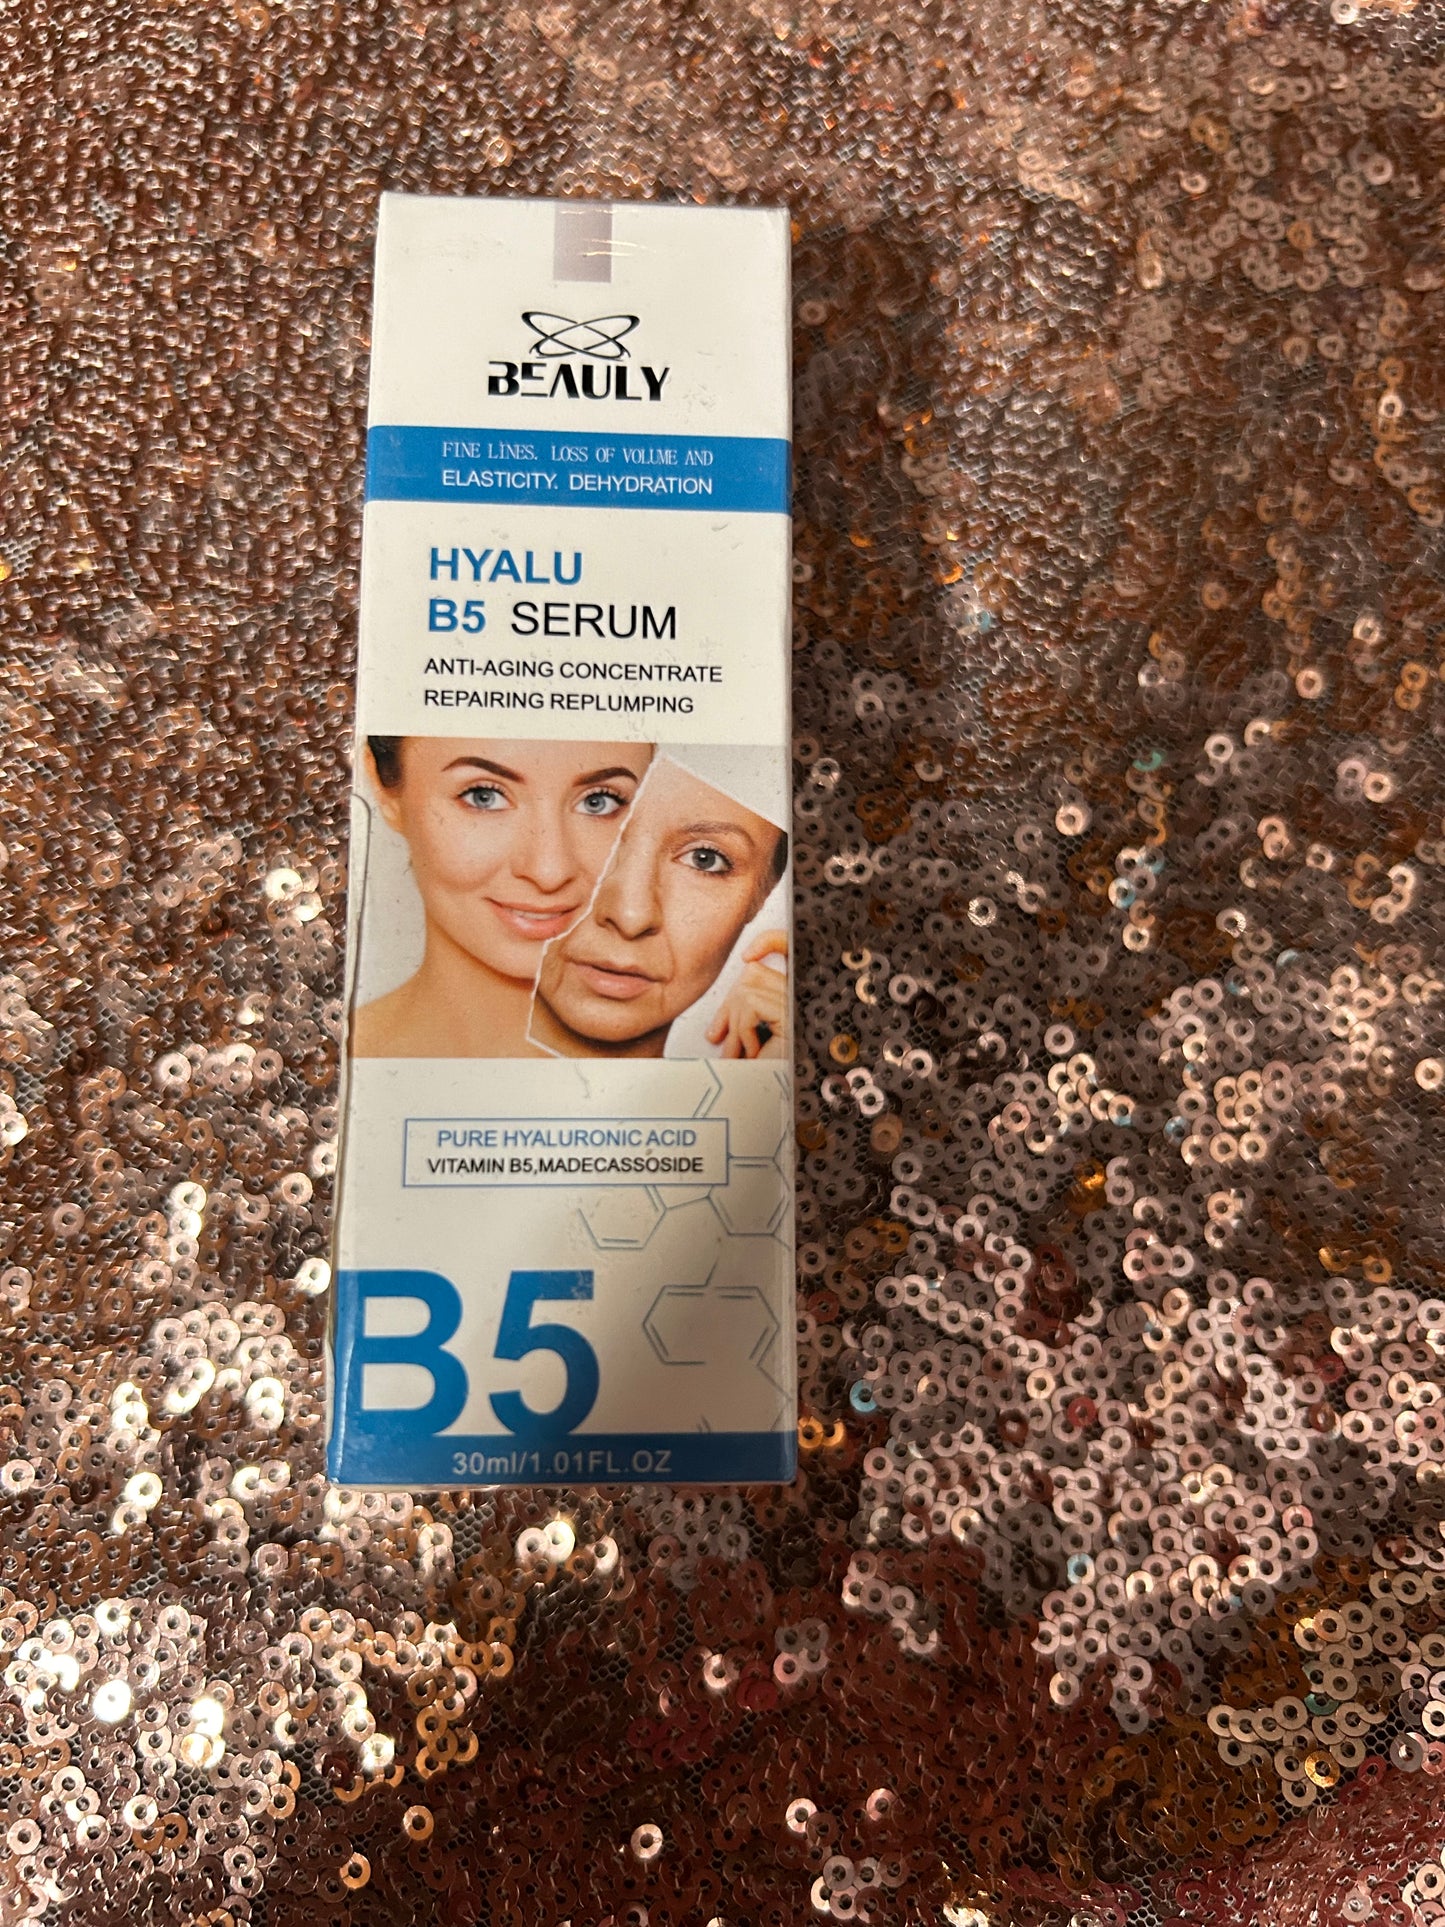 BEAULY
FINE LINES. LOSS OF VOLUME AND
ELASTICITY. DEHYDRATION
HYALU
B5 SERUM
ANTI-AGING CONCENTRATE
REPAIRING REPLUMPING
PURE HYALURONIC ACID
VITAMIN B5,MADECASSOSIDE
B5
30ml/1.01FL.OZ